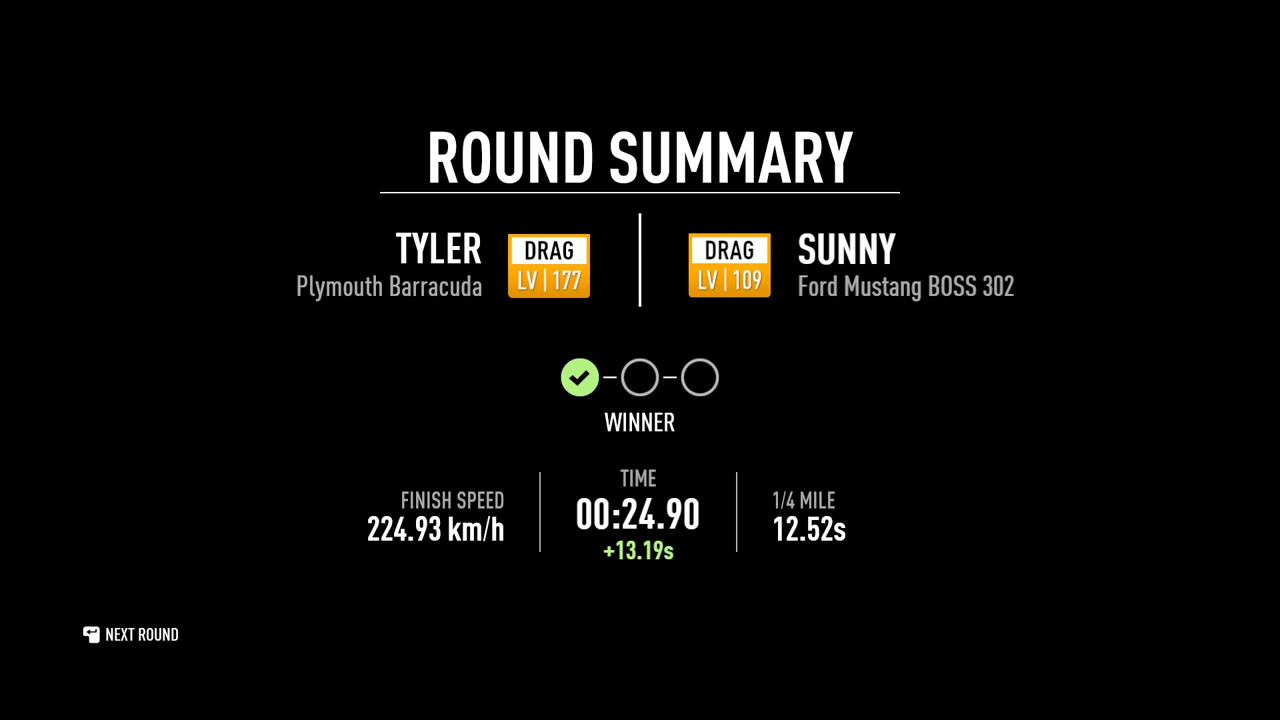 ROUND SUMMARY
TYLER
Plymouth Barracuda
DRAG
LV | 177
DRAG
LV | 109
SUNNY
Ford Mustang BOSS 302
WINNER
FINISH SPEED
224.93 km/h
TIME
00:24.90
+13.19s
1/4 MILE
12.52s
NEXT ROUND